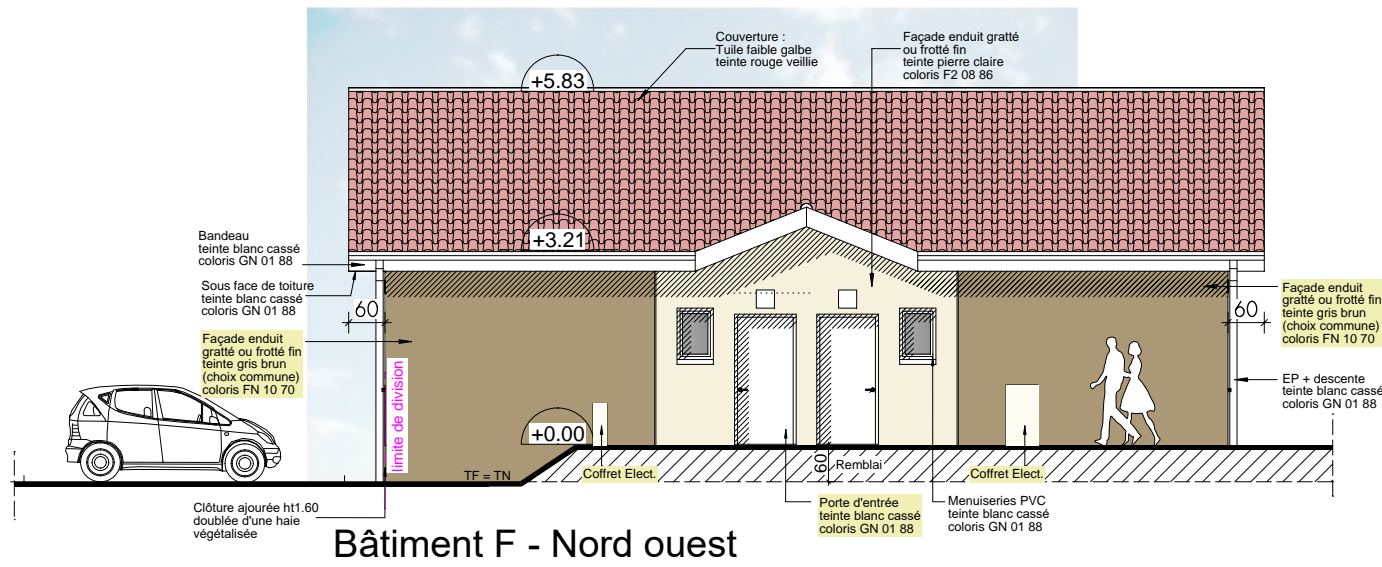 Couverture :
Tuile faible galbe
teinte rouge veillie
Façade enduit gratté
ou frotté fin
teinte pierre claire
coloris F2 08 86
+5.83
+3.21
Bandeau
teinte blanc cassé
coloris GN 01 88
Sous face de toiture
teinte blanc cassé
coloris GN 01 88
60
Façade enduit
gratté ou frotté fin
teinte gris brun
(choix commune)
coloris FN 10 70
Façade enduit
gratté ou frotté fin
teinte gris brun
(choix commune)
coloris FN 10 70
60
EP + descente
teinte blanc cassé
coloris GN 01 88
limite de division
+0.00
TF = TN
Coffret Elect.
60
Remblai
Coffret Elect.
Clôture ajourée ht1.60
doublée d'une haie
végétalisée
Porte d'entrée
teinte blanc cassé
coloris GN 01 88
Menuiseries PVC
teinte blanc cassé
coloris GN 01 88
Bâtiment F - Nord ouest